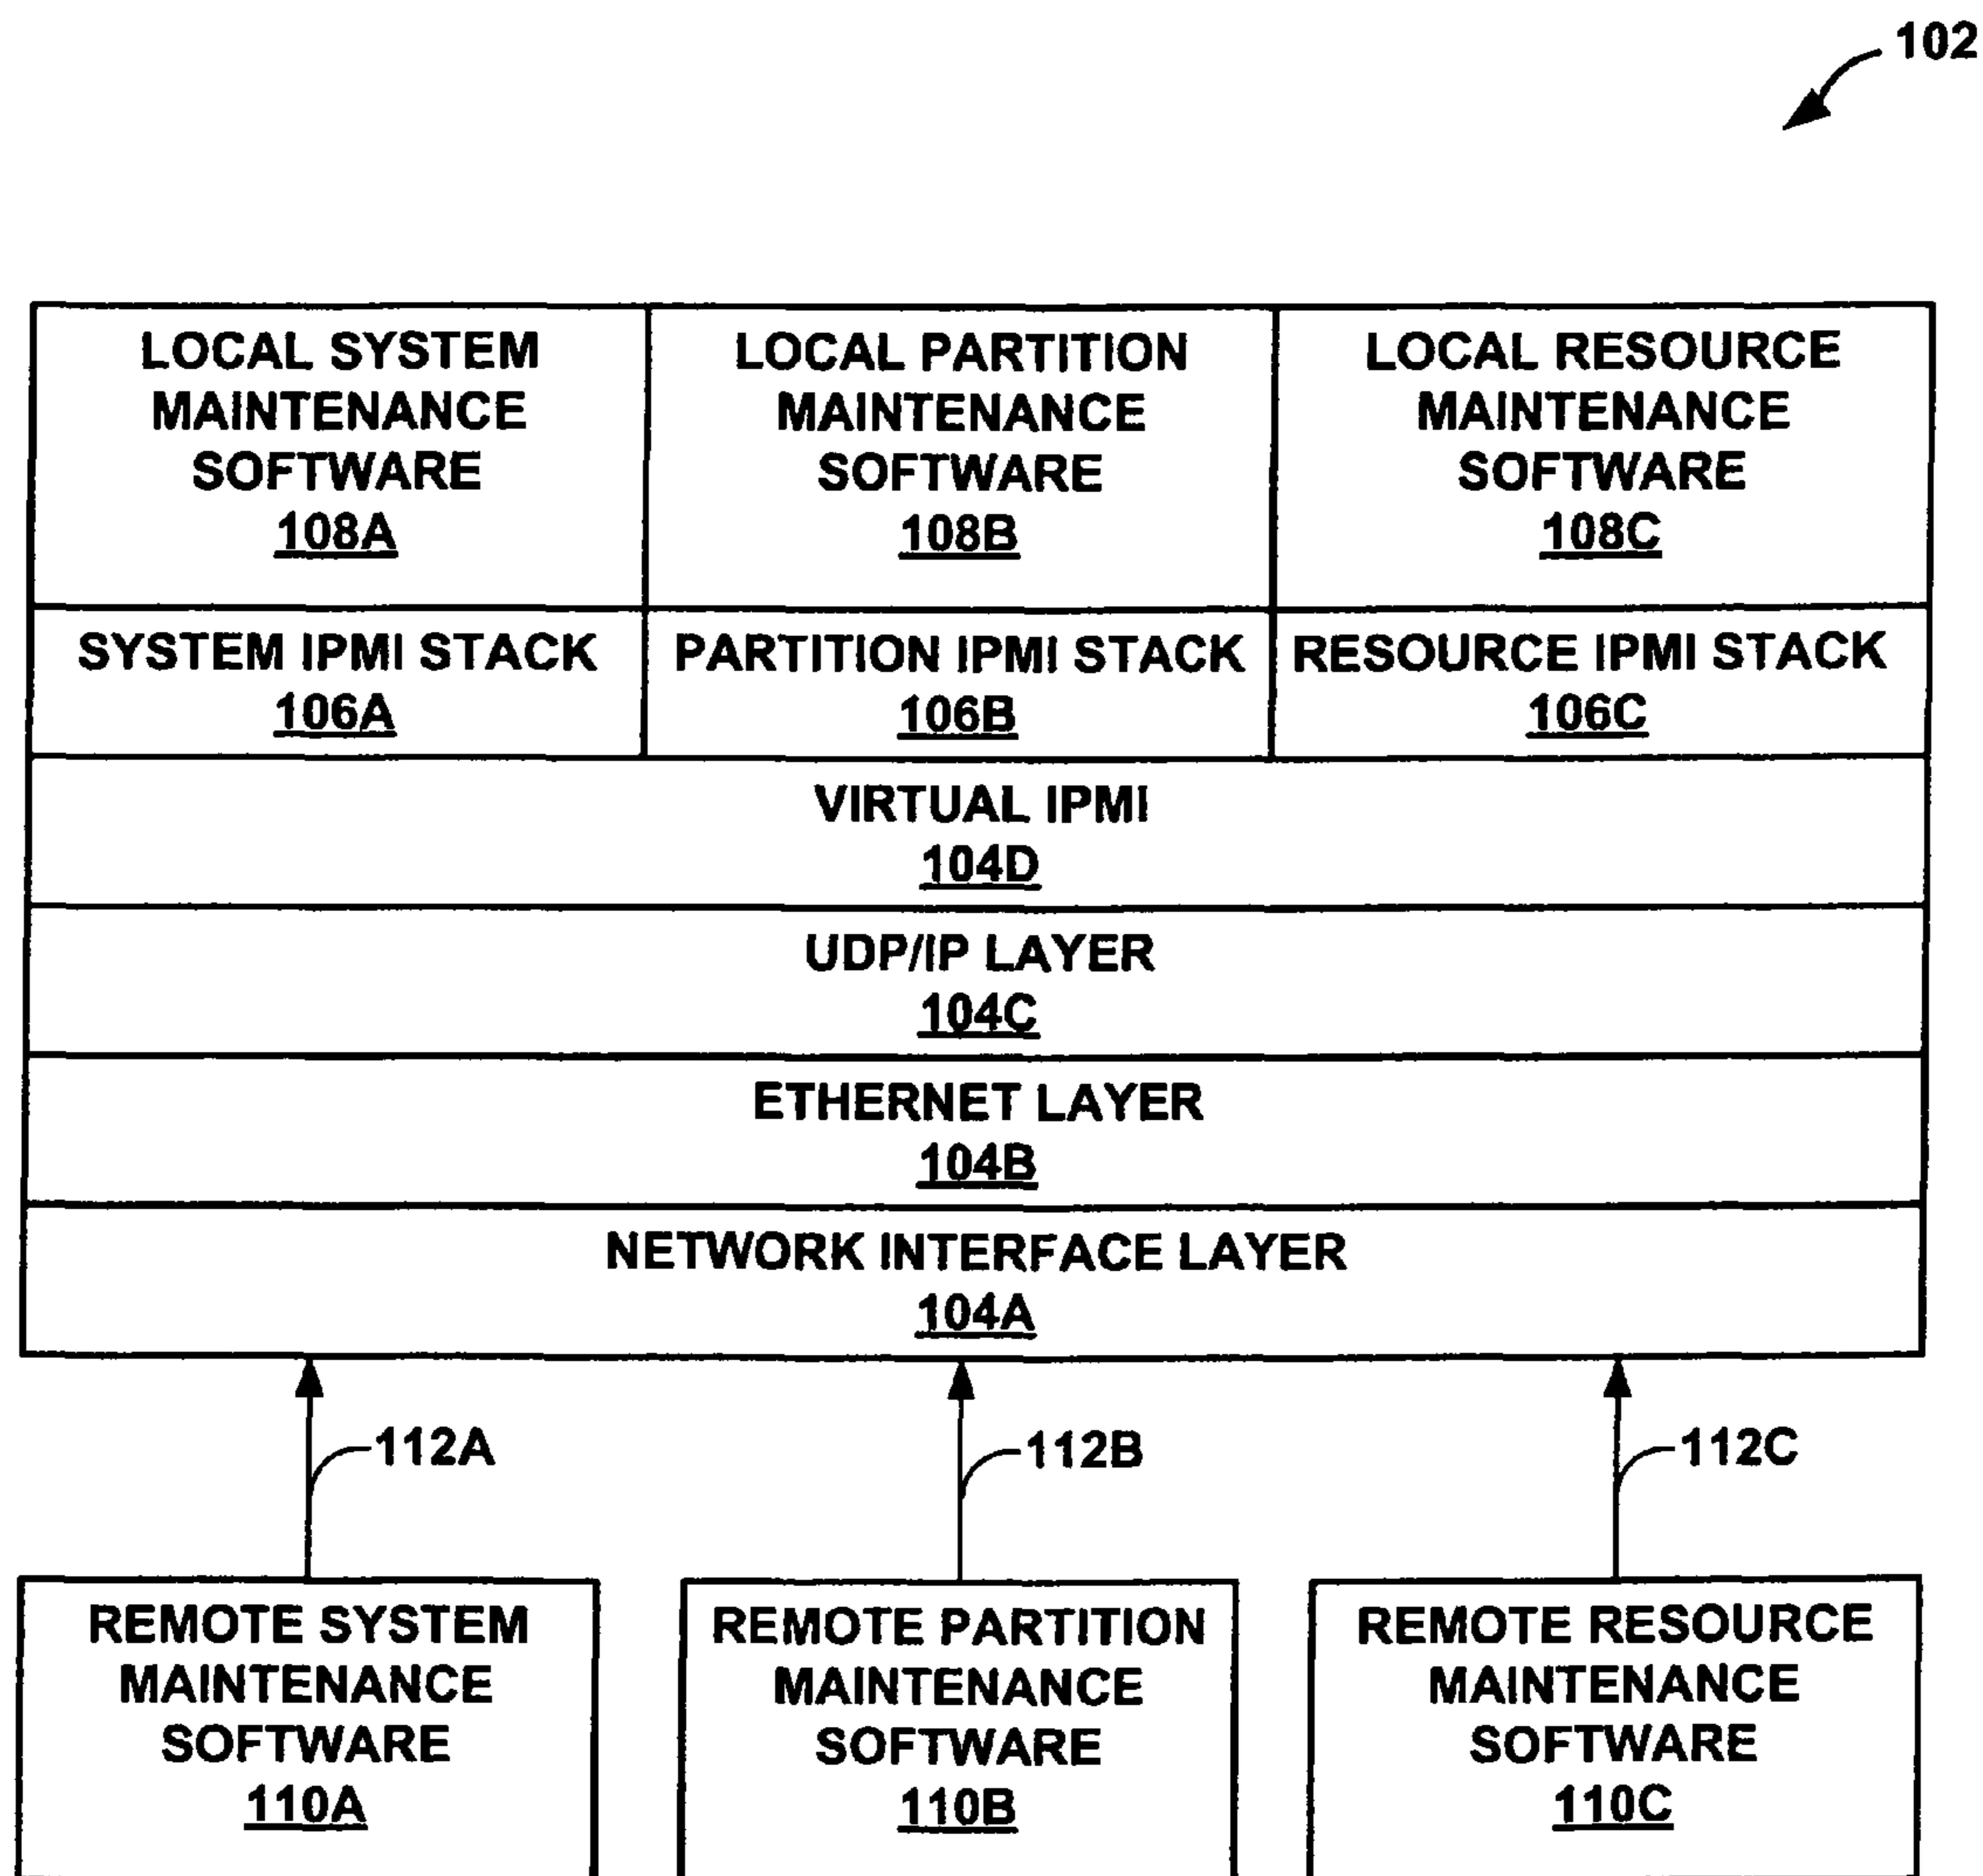 102
LOCAL SYSTEM
MAINTENANCE
SOFTWARE
108A
LOCAL PARTITION
MAINTENANCE
SOFTWARE
108B
LOCAL RESOURCE
MAINTENANCE
SOFTWARE
108C
SYSTEM IPMI STACK
106A
PARTITION IPMI STACK
106B
RESOURCE IPMI STACK
106C
VIRTUAL IPMI
104D
UDP/IP LAYER
104C
ETHERNET LAYER
104B
NETWORK INTERFACE LAYER
104A
112A
112B
112C
REMOTE SYSTEM
MAINTENANCE
SOFTWARE
110A
REMOTE PARTITION
MAINTENANCE
SOFTWARE
110B
REMOTE RESOURCE
MAINTENANCE
SOFTWARE
110C